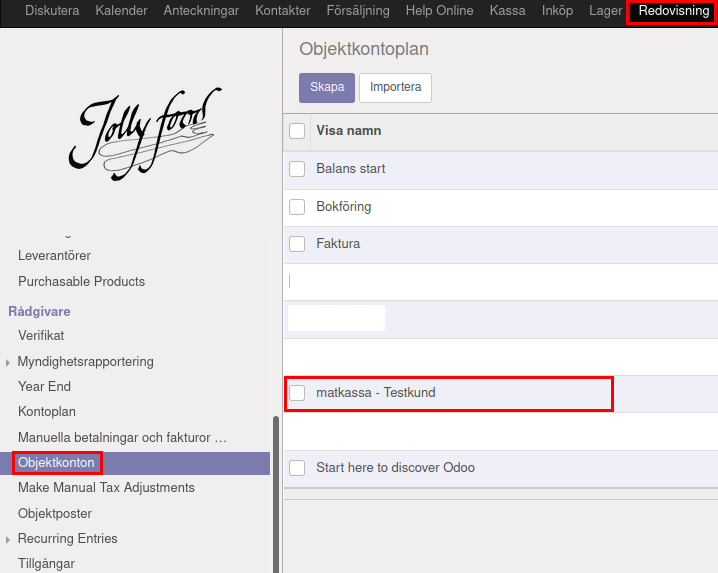 Diskutera Kalender Anteckningar Kontakter Försäljning Help Online Kassa Inköp Lager Redovisning
Jolly food
Leverantörer
Purchasable Products
Rådgivare
Verifikat
Myndighetsrapportering
Year End
Kontoplan
Manuella betalningar och fakturor …
Objektkonton
Make Manual Tax Adjustments
Objektposter
Recurring Entries
Tillgångar
Objektkontoplan
Skapa Importera
Visa namn
Balans start
Bokföring
Faktura
matkassa - Testkund
Start here to discover Odoo